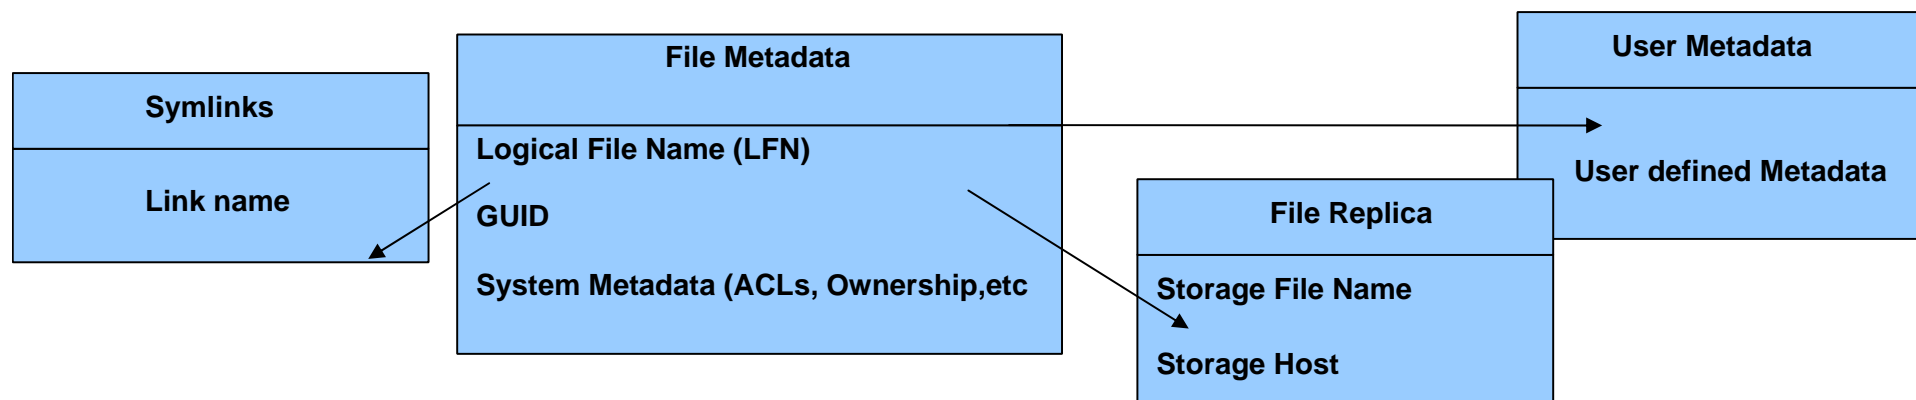 Symlinks
Link name
File Metadata
Logical File Name (LFN)
GUID
System Metadata (ACLs, Ownership,etc
User Metadata
User defined Metadata
File Replica
Storage File Name
Storage Host